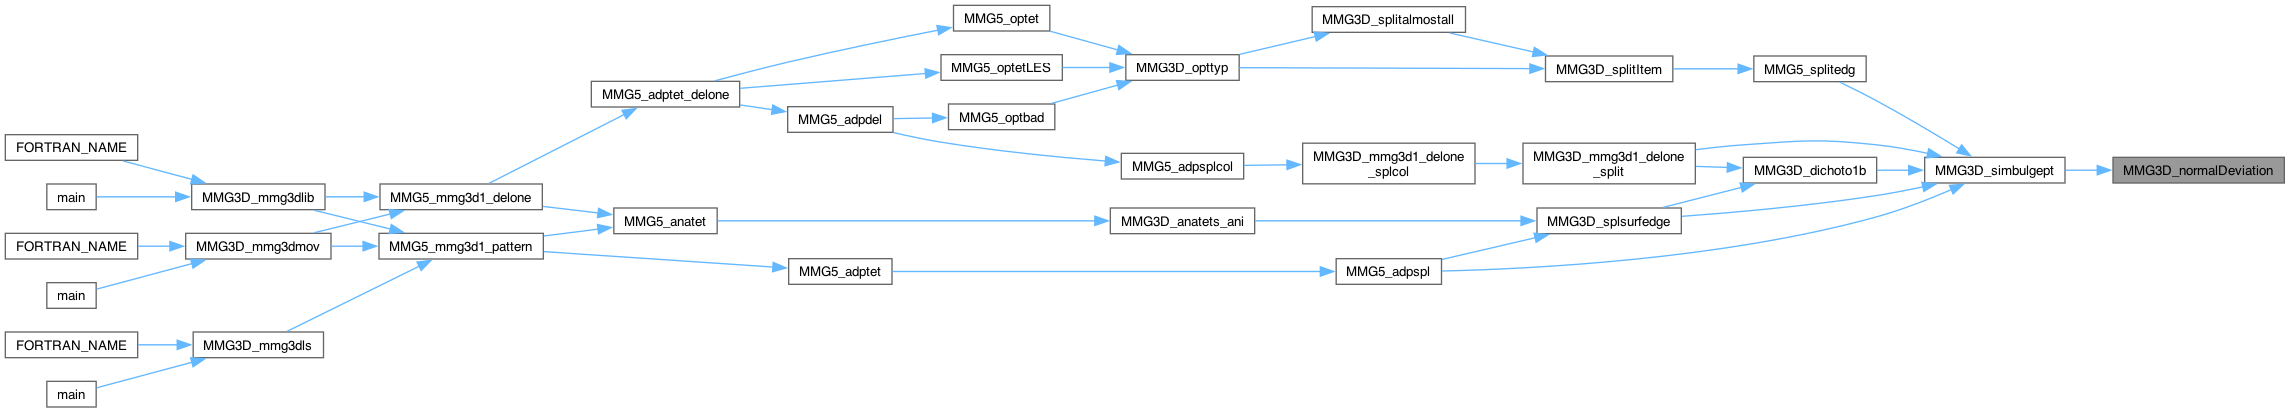 FORTRAN_NAME
main
FORTRAN_NAME
main
FORTRAN_NAME
main
MMG3D_mmg3dlib
MMG3D_mmg3dmov
MMG3D_mmg3dls
MMG5_mmg3d1_delone
MMG5_mmg3d1_pattern
MMG5_adptet_delone
MMG5_anatet
MMG5_adpdel
MMG5_adptet
MMG5_optet
MMG5_optetLES
MMG5_optbad
MMG5_adpsplcol
MMG3D_anatets_ani
MMG3D_opttyp
MMG3D_splitalmostall
MMG3D_mmg3d1_delone
_splcol
MMG5_adpspl
MMG3D_splitItem
MMG3D_mmg3d1_delone
_split
MMG3D_splsurfedge
MMG5_splitedg
MMG3D_dichoto1b
MMG3D_simbulgept
MMG3D_normalDeviation